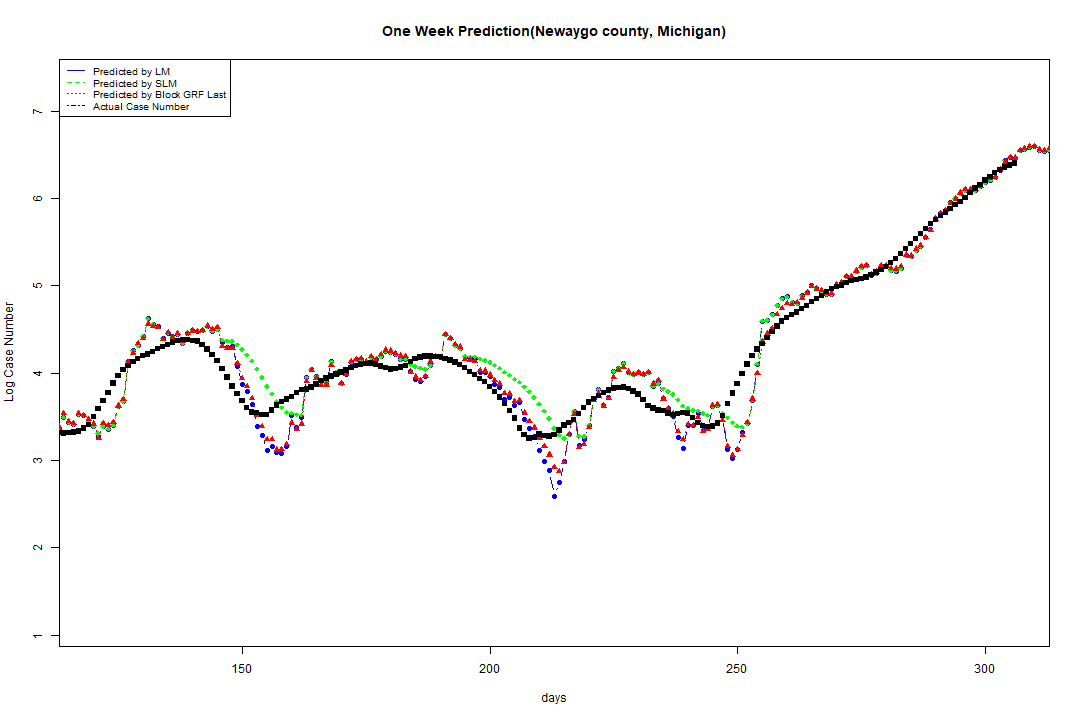 One Week Prediction(Newaygo county, Michigan)
Predicted by LM
Predicted by SLM
Predicted by Block GRF Last
Actual Case Number
7
6
5
4
3
2
1
Log Case Number
150
200
250
300
days